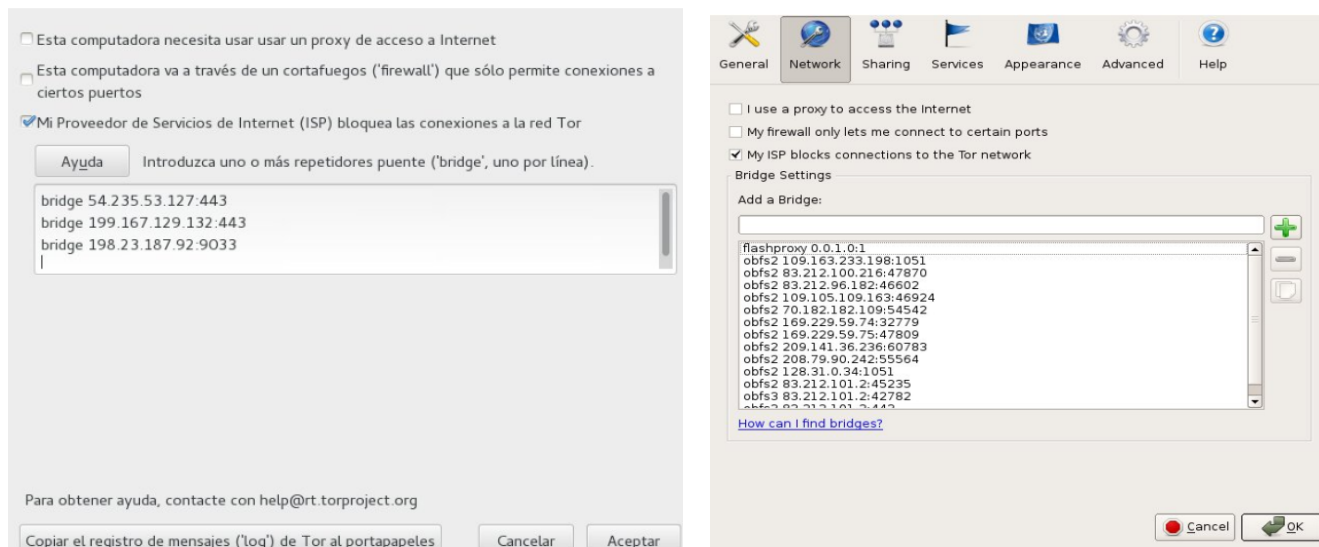 Esta computadora necesita usar usar un proxy de acceso a Internet
Esta computadora va a través de un cortafuegos ('firewall') que sólo permite conexiones a
ciertos puertos
Mi Proveedor de Servicios de Internet (ISP) bloquea las conexiones a la red Tor
Ayuda
Introduzca uno o más repetidores puente ('bridge', uno por línea).
bridge 54.235.53.127:443
bridge 199.167.129.132:443
bridge 198.23.187.92:9033
Para obtener ayuda, contacte con help@rt.torproject.org
Copiar el registro de mensajes ('log') de Tor al portapapeles
Cancelar
Aceptar
General
Network
Sharing
Services
Appearance
Advanced
Help
I use a proxy to access the Internet
My firewall only lets me connect to certain ports
My ISP blocks connections to the Tor network
Bridge Settings
Add a Bridge:
flashproxy 0.0.1.0:1
obfs2 109.163.233.198:1051
obfs2 83.212.100.216:47870
obfs2 83.212.96.182:46602
obfs2 109.105.109.163:46924
obfs2 70.182.182.109:54542
obfs2 169.229.59.74:32779
obfs2 169.229.59.75:47809
obfs2 209.141.36.236:60783
obfs2 208.79.90.242:55564
obfs2 128.31.0.34:1051
obfs2 83.212.101.2:45235
obfs3 83.212.101.2:42782
How can I find bridges?
Cancel
OK